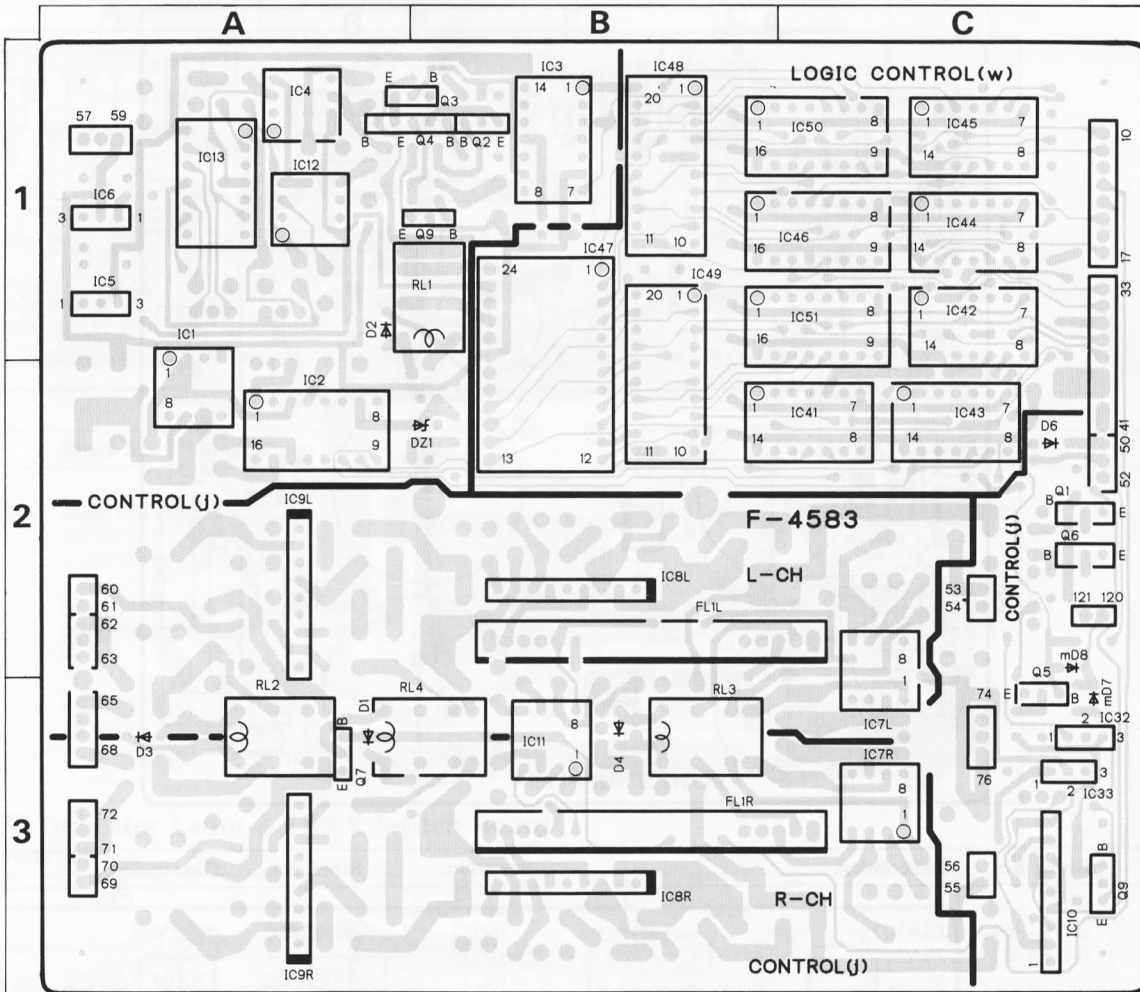 A B C
1
2
3
LOGIC CONTROL(w)
57 59
IC4
E B
Q3
B E Q4 B B Q2 E
IC3
14 1
8 7
IC48
20 1
11 10
IC50
1 8
16 9
IC45
1 7
14 8
10
17
IC13
IC12
IC6
3 1
E Q9 B
IC46
1 8
16 9
IC44
1 7
14 8
IC5
1 3
RL1
D2
IC47
24 1
13 12
IC49
20 1
11 10
IC51
1 8
16 9
IC42
1 7
14 8
33
41
IC1
1
8
IC2
1 8
16 9
DZ1
IC41
1 7
14 8
IC43
1 7
14 8
D6
50
52
CONTROL(j)
IC9L
F-4583
B Q1 E
Q6
B E
L-CH
IC8L
FL1L
CONTROL(j)
53
54
121 120
60
61
62
63
8
1
IC7L
mD8
Q5
E B
mD7
65
68
D3
RL2
B
E Q7
D1
RL4
IC11
8
1
D4
RL3
74
76
2 IC32
1 3
IC7R
8
1
3
1 2 IC33
72
71
70
69
FL1R
IC8R
R-CH
56
55
B
Q9
E
IC10
1
IC9R
CONTROL(j)